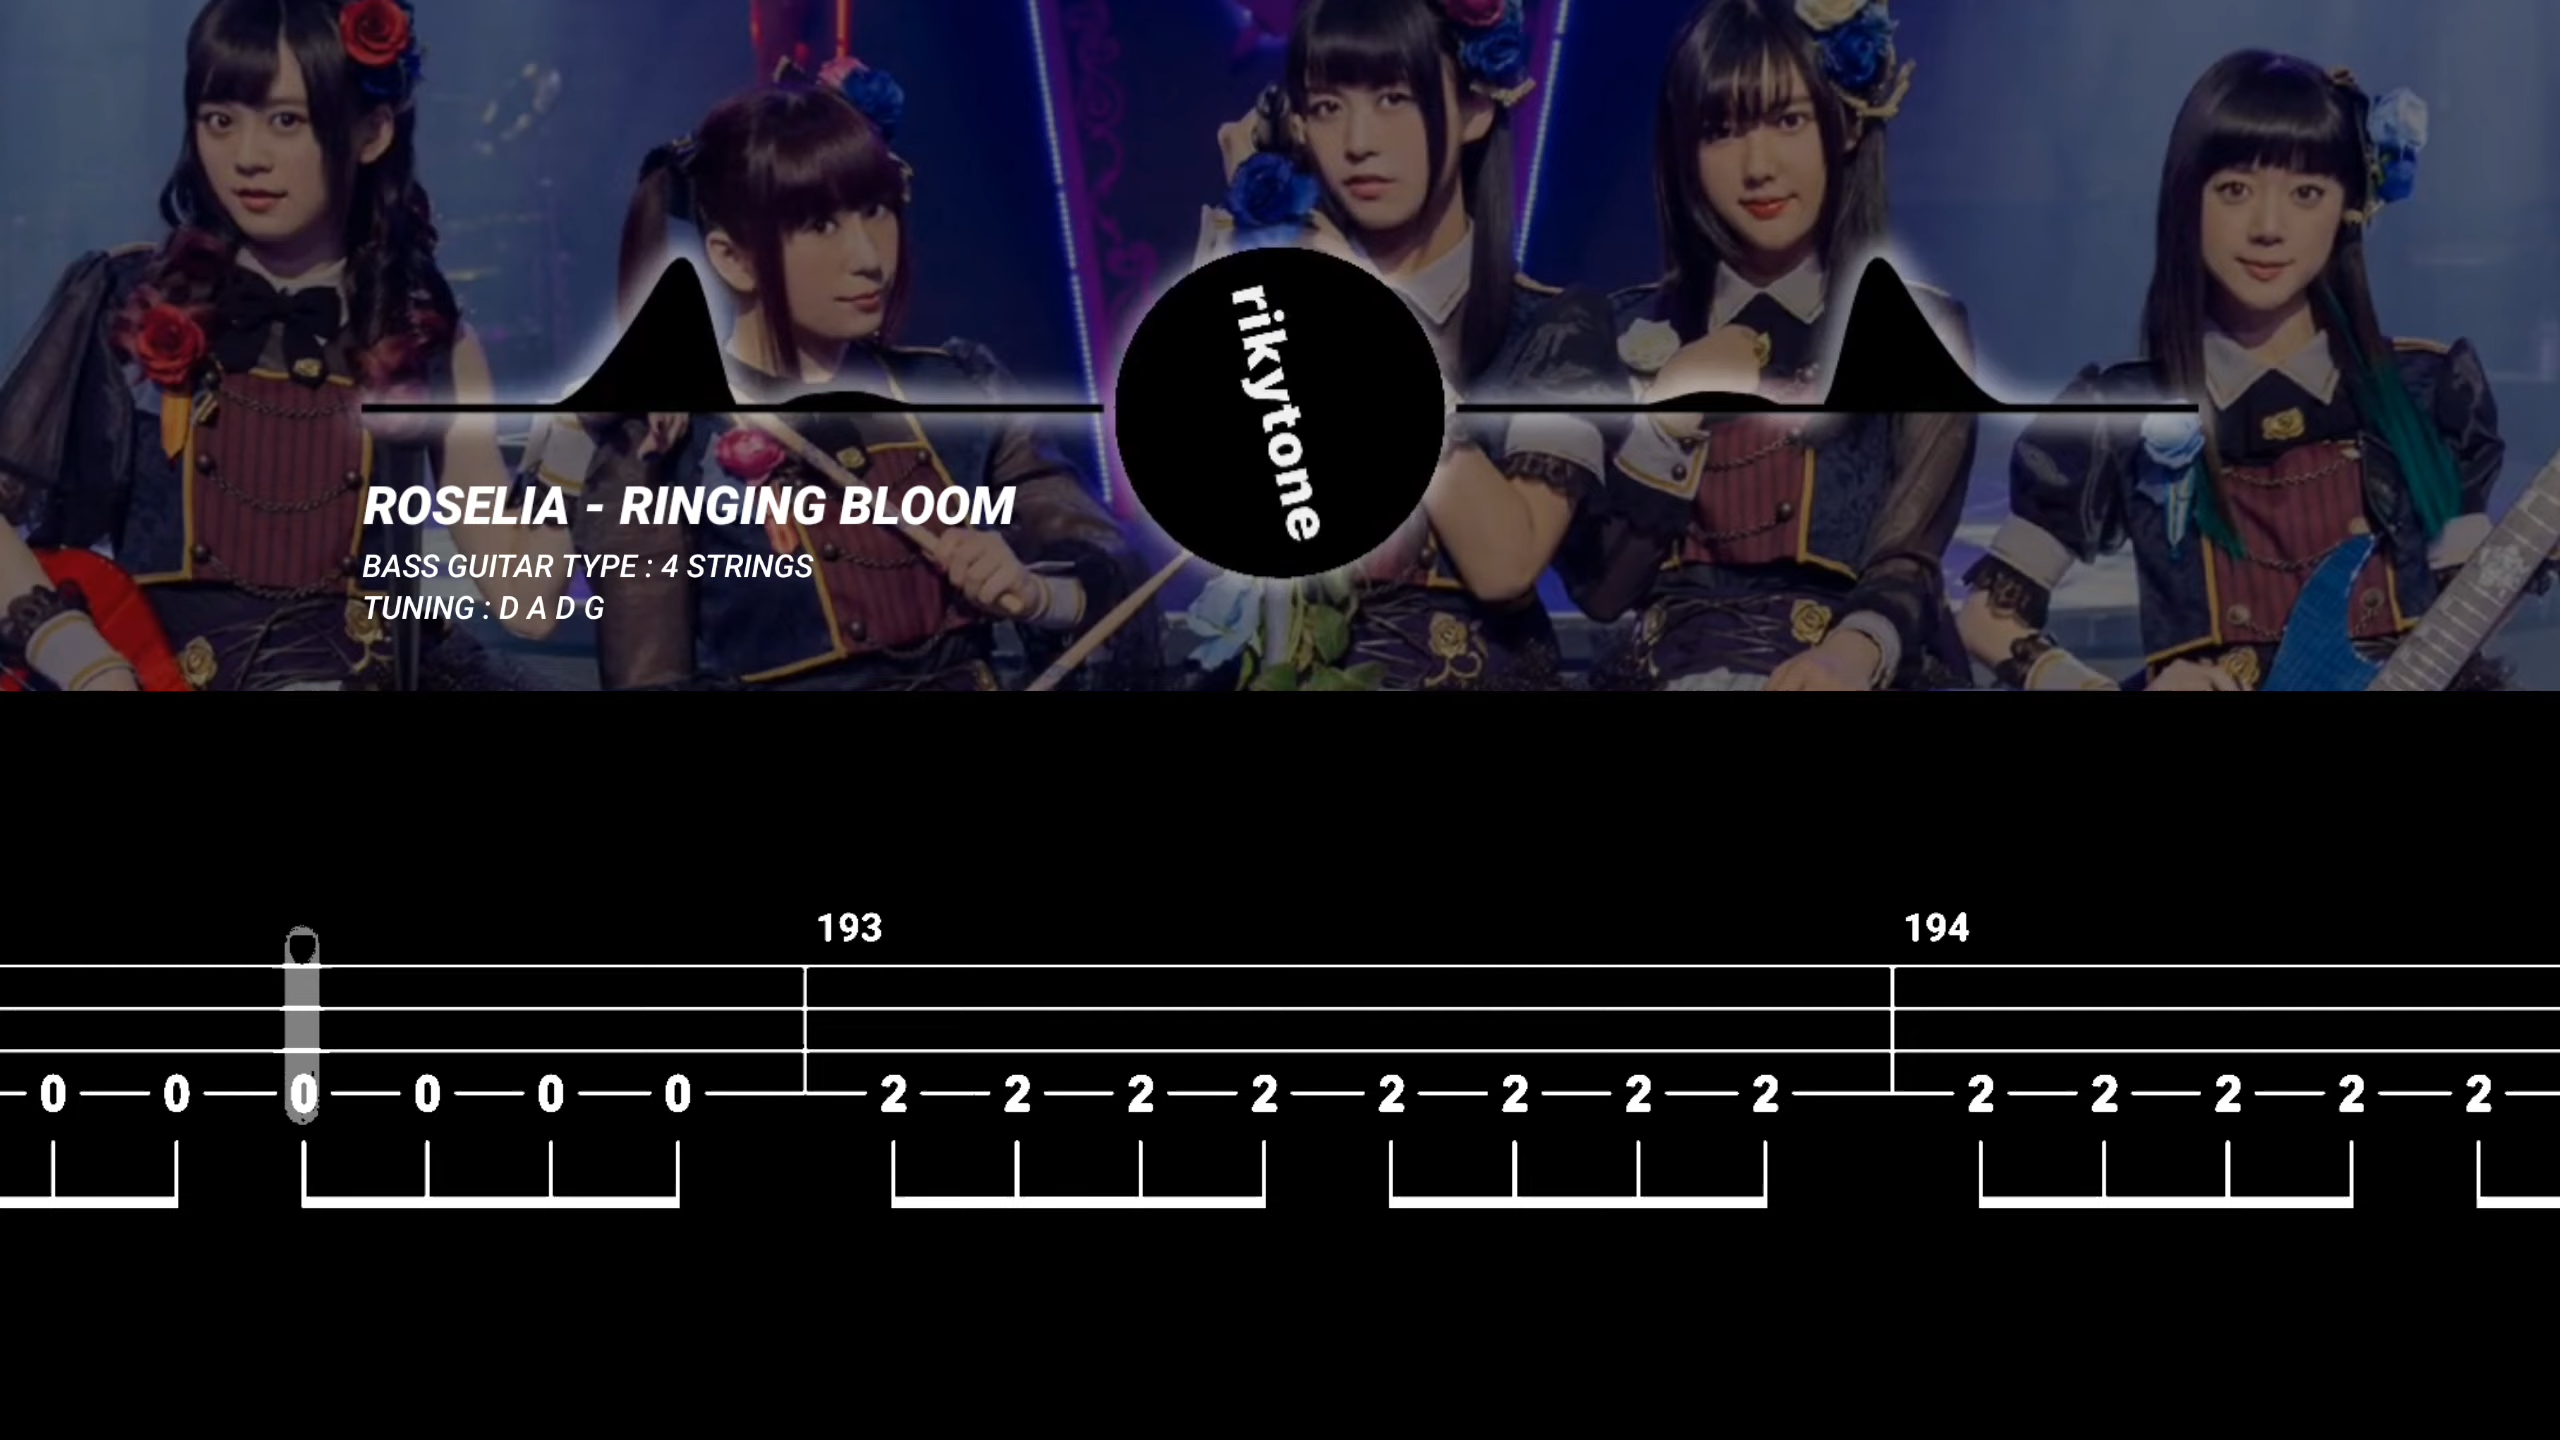 rikytone
ROSELIA - RINGING BLOOM
BASS GUITAR TYPE : 4 STRINGS
TUNING : D A D G
193 194
0 0 0 0 0 0 2 2 2 2 2 2 2 2 2 2 2 2 2